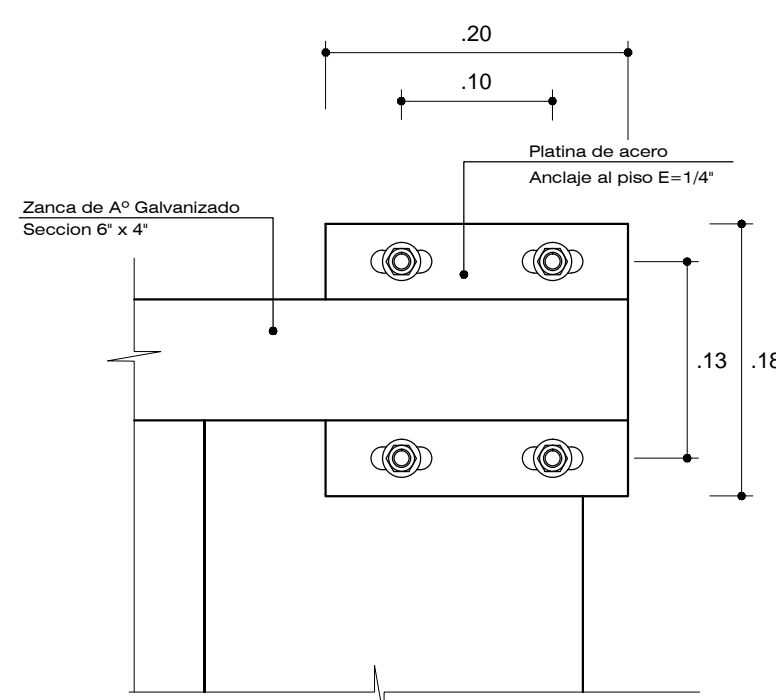 .20
.10
Platina de acero
Anclaje al piso E=1/4"
Zanca de Aº Galvanizado
Seccion 6" x 4"
.13
.18